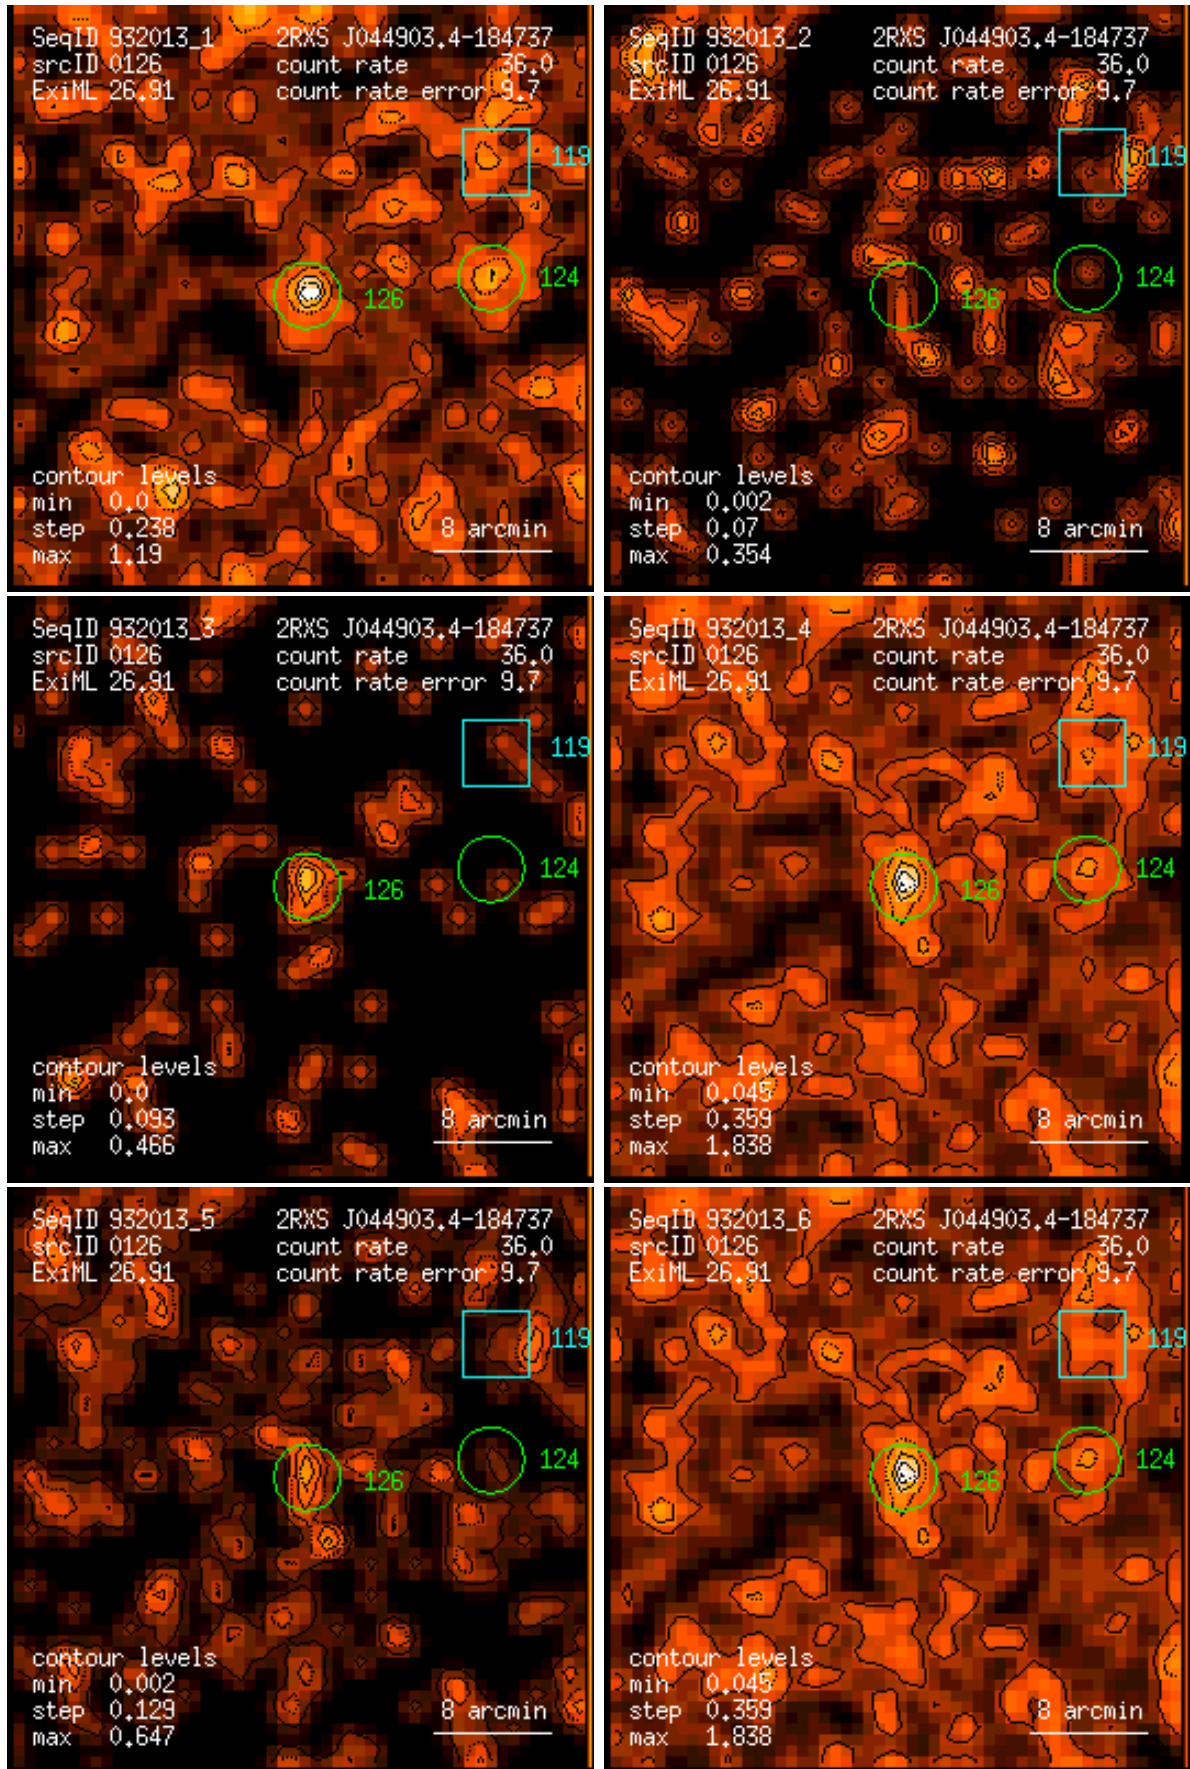 SeqID 932013_1 2RXS J044903.4-184737
srcID 0126 count rate 36.0
ExiML 26.91 count rate error 9.7
119
124
126
contour levels
min 0.0
step 0.238
max 1.19
8 arcmin
SeqID 932013_2 2RXS J044903.4-184737
srcID 0126 count rate 36.0
ExiML 26.91 count rate error 9.7
119
124
126
contour levels
min 0.002
step 0.07
max 0.354
8 arcmin
SeqID 932013_3 2RXS J044903.4-184737
srcID 0126 count rate 36.0
ExiML 26.91 count rate error 9.7
119
124
126
contour levels
min 0.0
step 0.093
max 0.466
8 arcmin
SeqID 932013_4 2RXS J044903.4-184737
srcID 0126 count rate 36.0
ExiML 26.91 count rate error 9.7
119
124
126
contour levels
min 0.045
step 0.359
max 1.838
8 arcmin
SeqID 932013_5 2RXS J044903.4-184737
srcID 0126 count rate 36.0
ExiML 26.91 count rate error 9.7
119
124
126
contour levels
min 0.002
step 0.129
max 0.647
8 arcmin
SeqID 932013_6 2RXS J044903.4-184737
srcID 0126 count rate 36.0
ExiML 26.91 count rate error 9.7
119
124
126
contour levels
min 0.045
step 0.359
max 1.838
8 arcmin